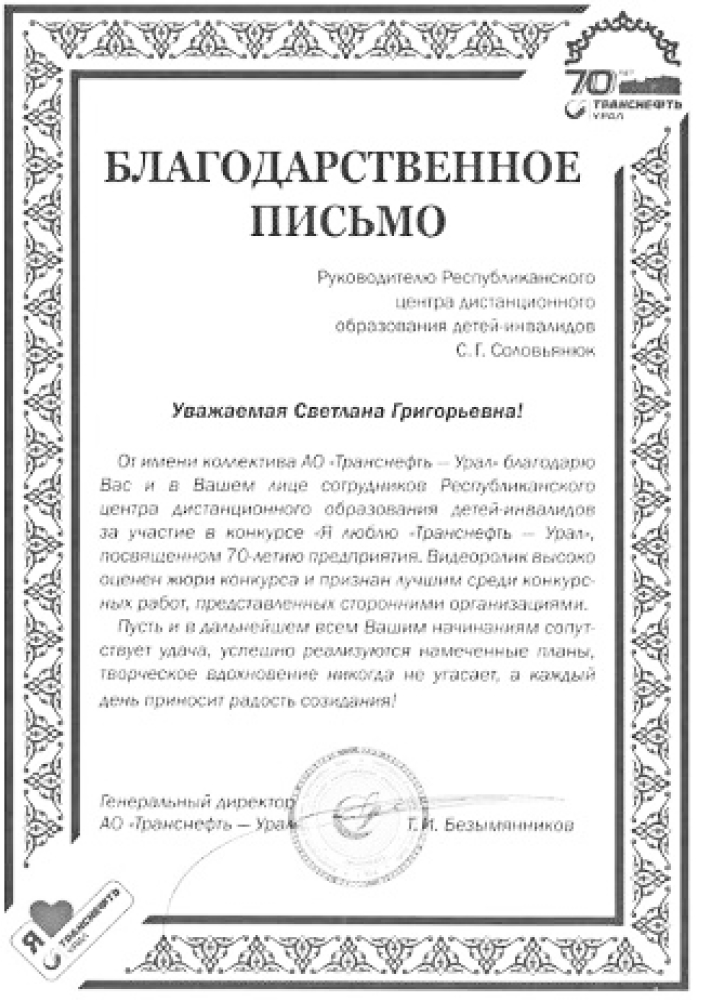 70 ЛЕТ
ТРАНСНЕФТЬ
УРАЛ
БЛАГОДАРСТВЕННОЕ
ПИСЬМО
Руководителю Республиканского
центра дистанционного
образования детей-инвалидов
С. Г. Соловьянюк
Уважаемая Светлана Григорьевна!
От имени коллектива АО «Транснефть — Урал» благодарю
Вас и в Вашем лице сотрудников Республиканского
центра дистанционного образования детей-инвалидов
за участие в конкурсе «Я люблю «Транснефть — Урал»,
посвященном 70-летию предприятия. Видеоролик высоко
оценен жюри конкурса и признан лучшим среди конкурс-
ных работ, представленных сторонними организациями.
Пусть и в дальнейшем всем Вашим начинаниям сопут-
ствует удача, успешно реализуются намеченные планы,
творческое вдохновение никогда не угасает, а каждый
день приносит радость созидания!
Генеральный директор
АО «Транснефть — Урал»
Т. И. Безымянников
Я
ТРАНСНЕФТЬ
УРАЛ